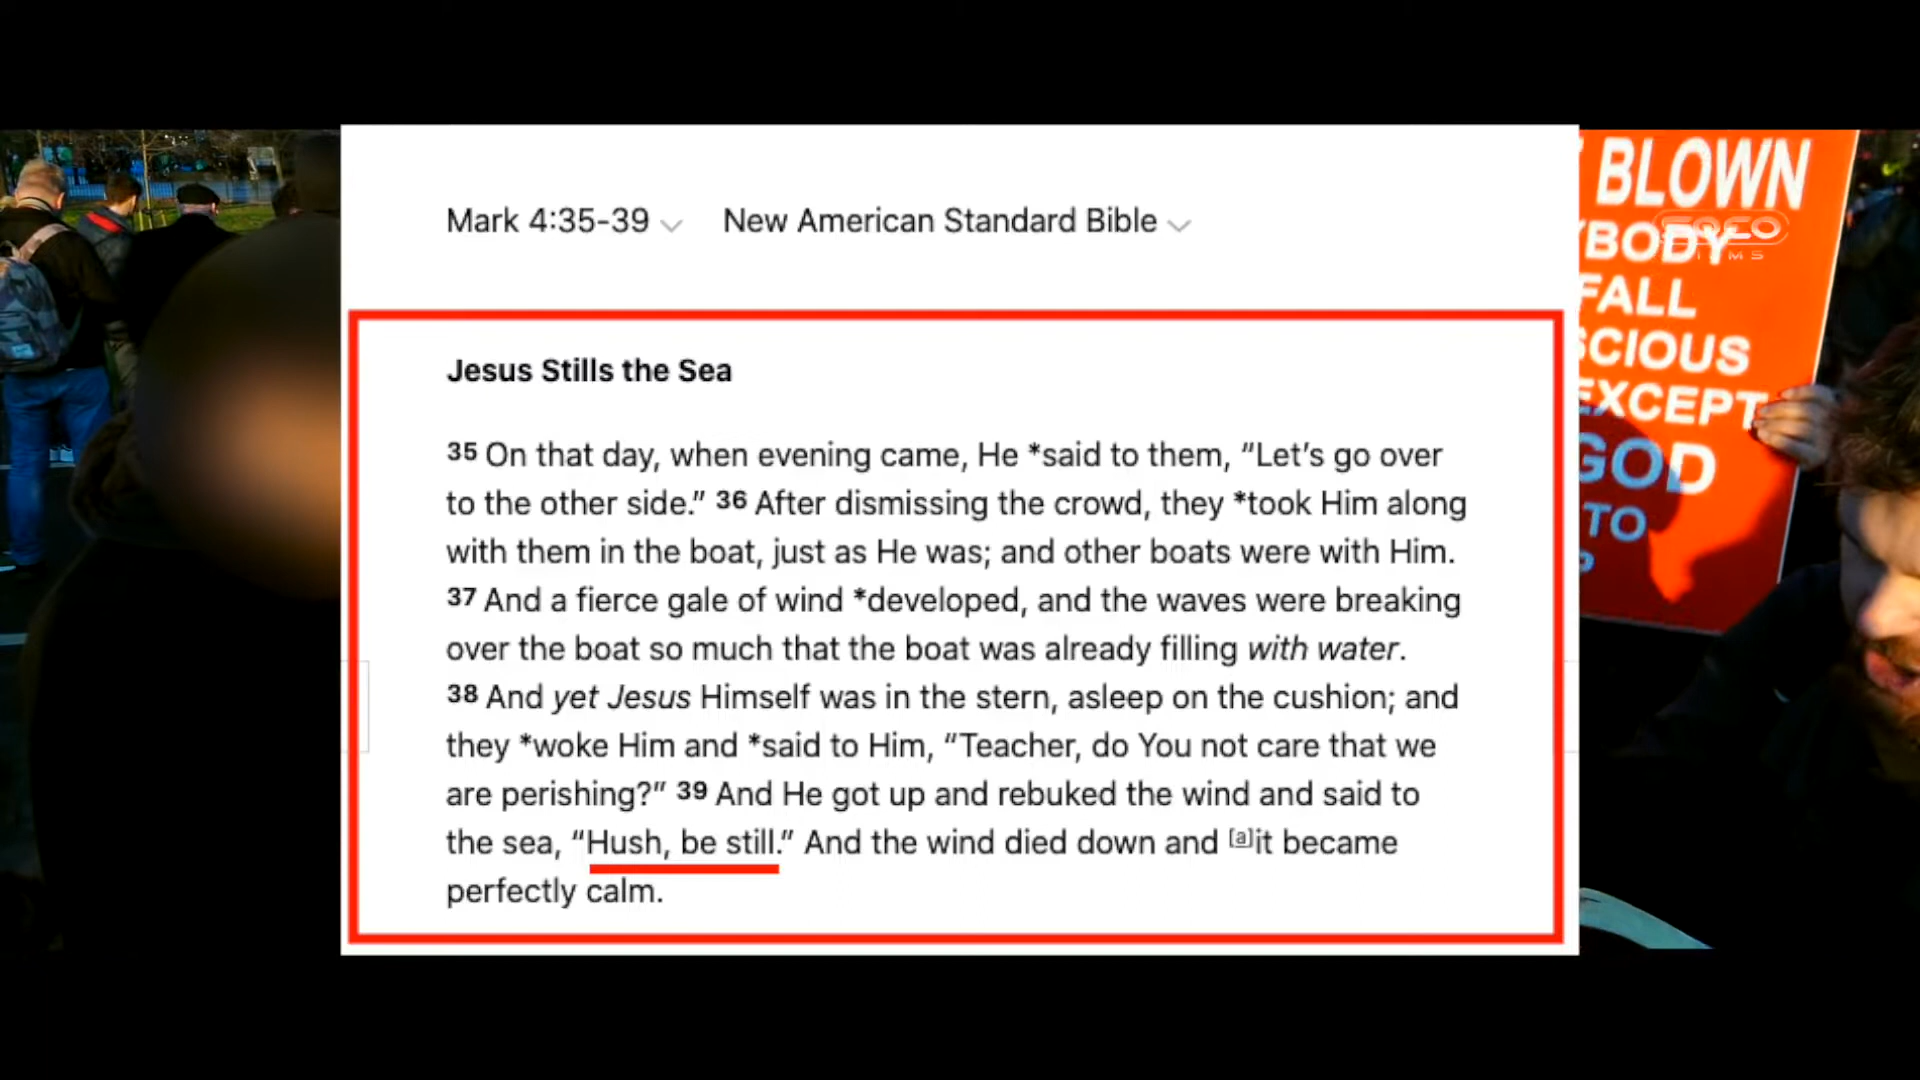 Mark 4:35-39 New American Standard Bible
Jesus Stills the Sea
35 On that day, when evening came, He *said to them, “Let’s go over
to the other side.” 36 After dismissing the crowd, they *took Him along
with them in the boat, just as He was; and other boats were with Him.
37 And a fierce gale of wind *developed, and the waves were breaking
over the boat so much that the boat was already filling with water.
38 And yet Jesus Himself was in the stern, asleep on the cushion; and
they *woke Him and *said to Him, “Teacher, do You not care that we
are perishing?” 39 And He got up and rebuked the wind and said to
the sea, “Hush, be still.” And the wind died down and [a]it became
perfectly calm.
BLOWN
YBODY
FALL
SCIOUS
EXCEPT
GOD
TO
SOCO